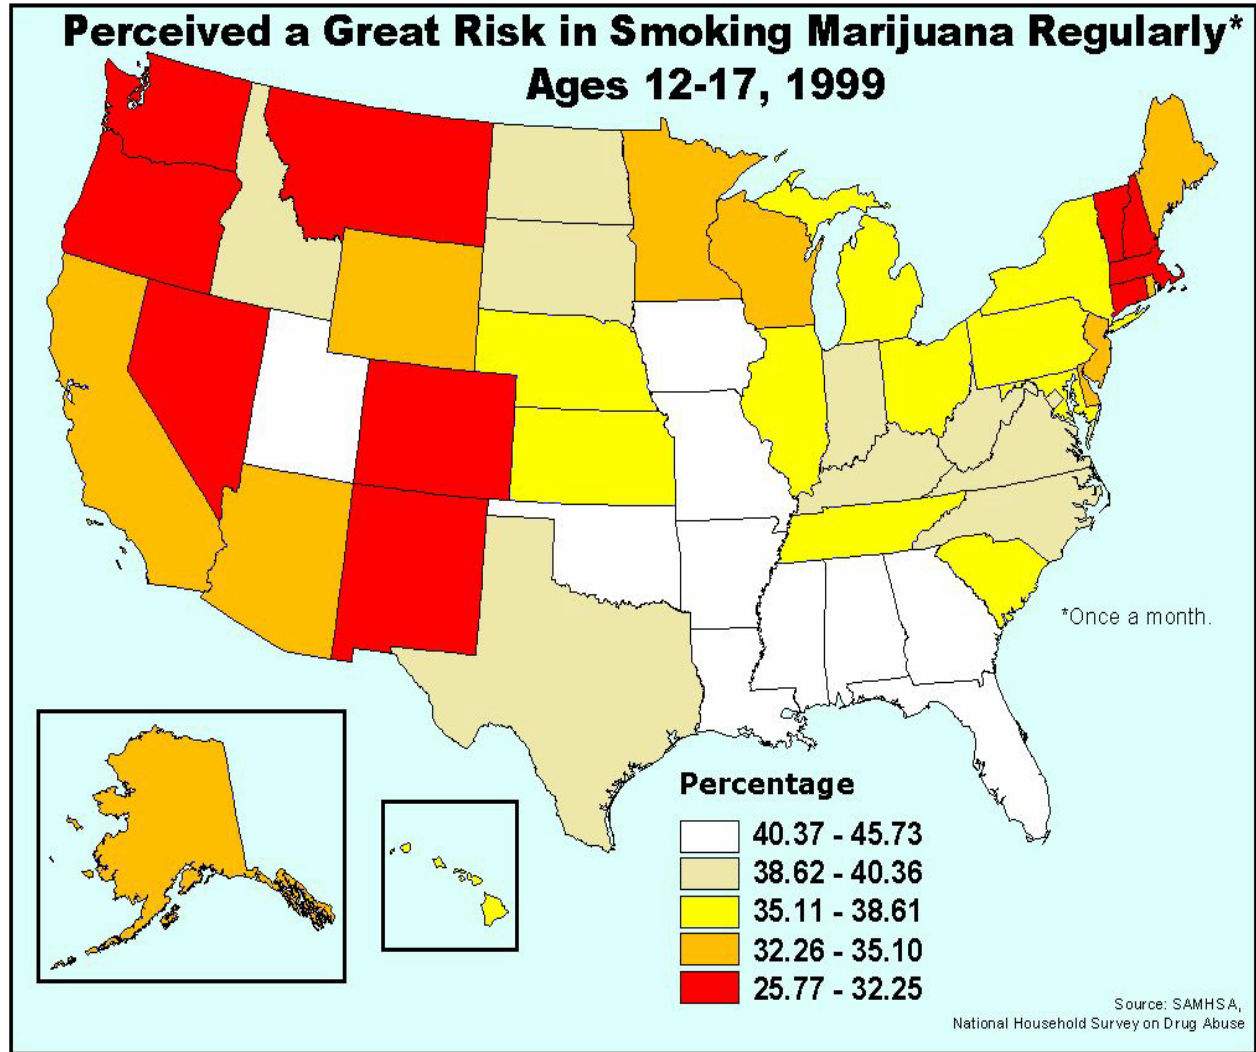 Perceived a Great Risk in Smoking Marijuana Regularly*
Ages 12-17, 1999
*Once a month.
Percentage
40.37 - 45.73
38.62 - 40.36
35.11 - 38.61
32.26 - 35.10
25.77 - 32.25
Source: SAMHSA,
National Household Survey on Drug Abuse